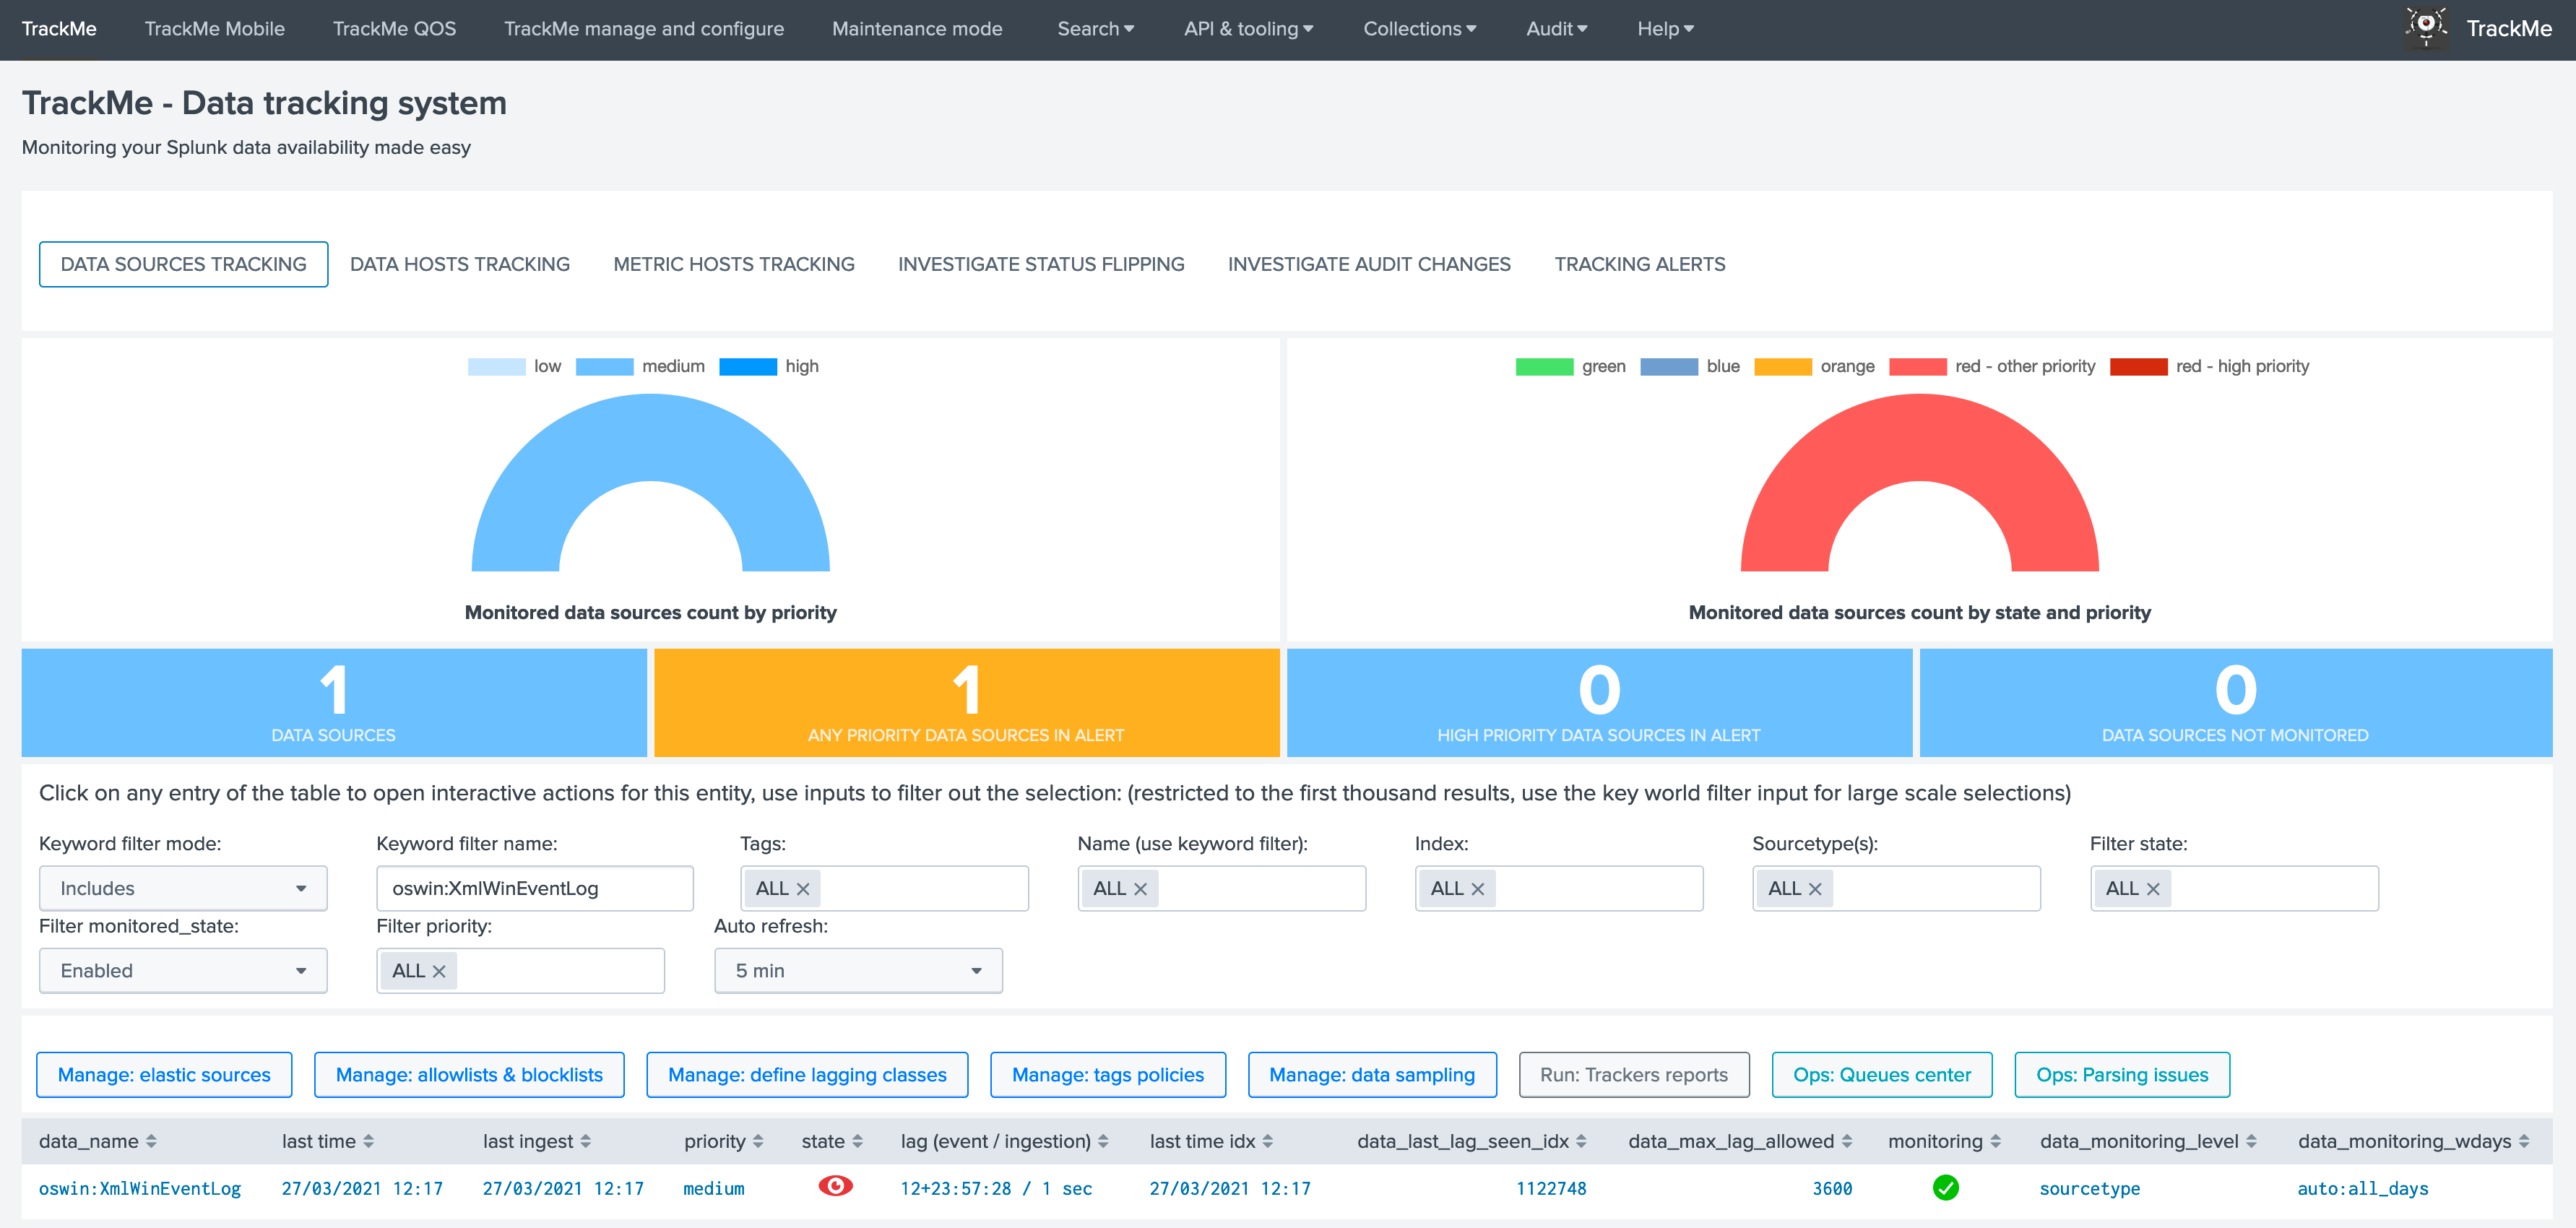 TrackMe TrackMe Mobile TrackMe QOS TrackMe manage and configure Maintenance mode Search API & tooling Collections Audit Help TrackMe
TrackMe - Data tracking system
Monitoring your Splunk data availability made easy
DATA SOURCES TRACKING DATA HOSTS TRACKING METRIC HOSTS TRACKING INVESTIGATE STATUS FLIPPING INVESTIGATE AUDIT CHANGES TRACKING ALERTS
low medium high
green blue orange red - other priority red - high priority
Monitored data sources count by priority
Monitored data sources count by state and priority
1
DATA SOURCES
1
ANY PRIORITY DATA SOURCES IN ALERT
0
HIGH PRIORITY DATA SOURCES IN ALERT
0
DATA SOURCES NOT MONITORED
Click on any entry of the table to open interactive actions for this entity, use inputs to filter out the selection: (restricted to the first thousand results, use the key world filter input for large scale selections)
Keyword filter mode: Keyword filter name: Tags: Name (use keyword filter): Index: Sourcetype(s): Filter state:
Includes oswin:XmlWinEventLog ALL ALL ALL ALL ALL
Filter monitored_state: Filter priority: Auto refresh:
Enabled ALL 5 min
Manage: elastic sources Manage: allowlists & blocklists Manage: define lagging classes Manage: tags policies Manage: data sampling Run: Trackers reports Ops: Queues center Ops: Parsing issues
data_name last time last ingest priority state lag (event / ingestion) last time idx data_last_lag_seen_idx data_max_lag_allowed monitoring data_monitoring_level data_monitoring_wdays
oswin:XmlWinEventLog 27/03/2021 12:17 27/03/2021 12:17 medium 12+23:57:28 / 1 sec 27/03/2021 12:17 1122748 3600 sourcetype auto:all_days